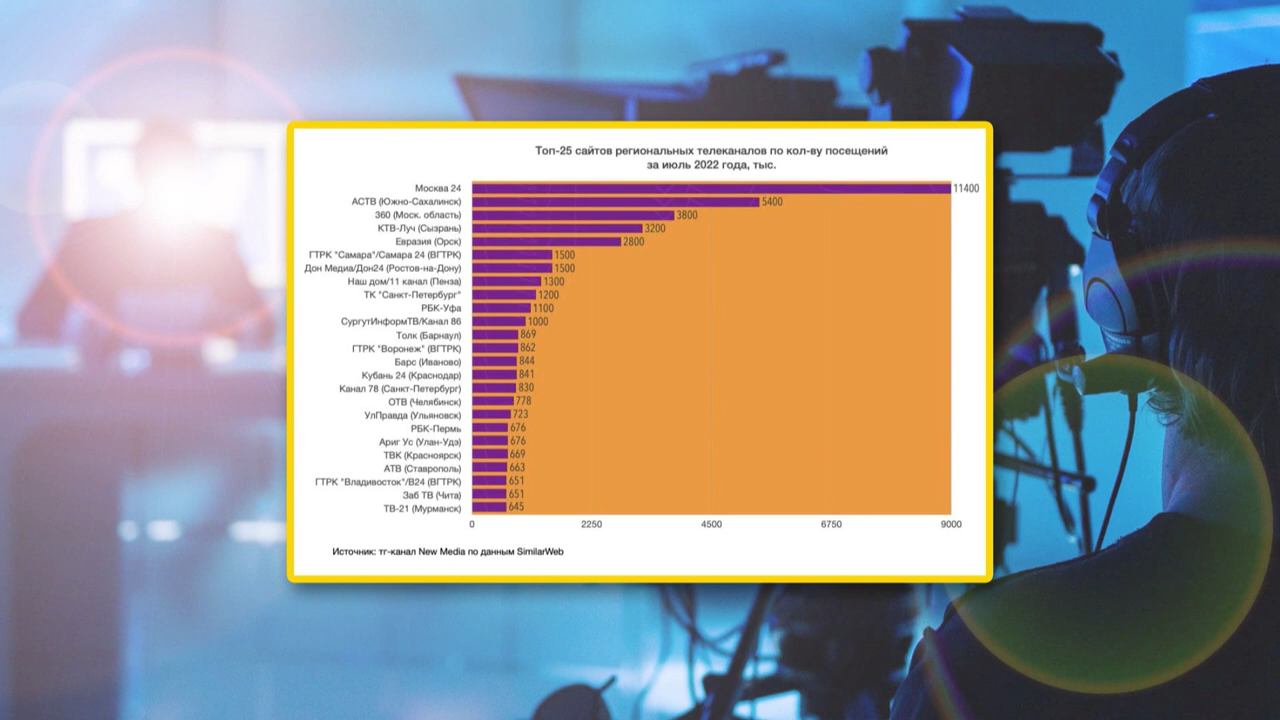 Топ-25 сайтов региональных телеканалов по кол-ву посещений
за июль 2022 года, тыс.
Москва 24 11400
АСТВ (Южно-Сахалинск) 5400
360 (Моск. область) 3800
КТВ-Луч (Сызрань) 3200
Евразия (Орск) 2800
ГТРК "Самара"/Самара 24 (ВГТРК) 1500
Дон Медиа/Дон24 (Ростов-на-Дону) 1500
Наш дом/11 канал (Пенза) 1300
ТК "Санкт-Петербург" 1200
РБК-Уфа 1100
СургутИнформТВ/Канал 86 1000
Толк (Барнаул) 869
ГТРК "Воронеж" (ВГТРК) 862
Барс (Иваново) 844
Кубань 24 (Краснодар) 841
Канал 78 (Санкт-Петербург) 830
ОТВ (Челябинск) 778
УлПравда (Ульяновск) 723
РБК-Пермь 676
Ариг Ус (Улан-Удэ) 676
ТВК (Красноярск) 669
АТВ (Ставрополь) 663
ГТРК "Владивосток"/В24 (ВГТРК) 651
Заб ТВ (Чита) 651
ТВ-21 (Мурманск) 645
0 2250 4500 6750 9000
Источник: тг-канал New Media по данным SimilarWeb